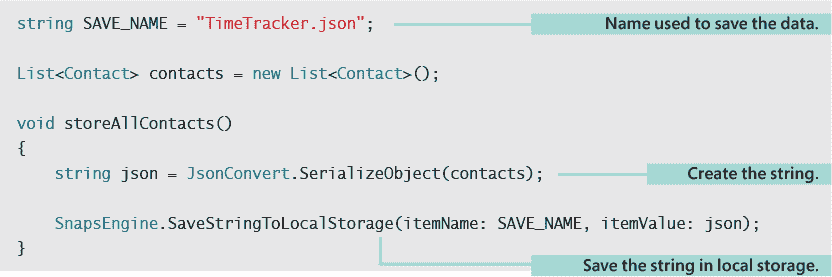 string SAVE_NAME = "TimeTracker.json"; Name used to save the data.
List<Contact> contacts = new List<Contact>();
void storeAllContacts()
{
string json = JsonConvert.SerializeObject(contacts); Create the string.
SnapsEngine.SaveStringToLocalStorage(itemName: SAVE_NAME, itemValue: json);
}
Save the string in local storage.